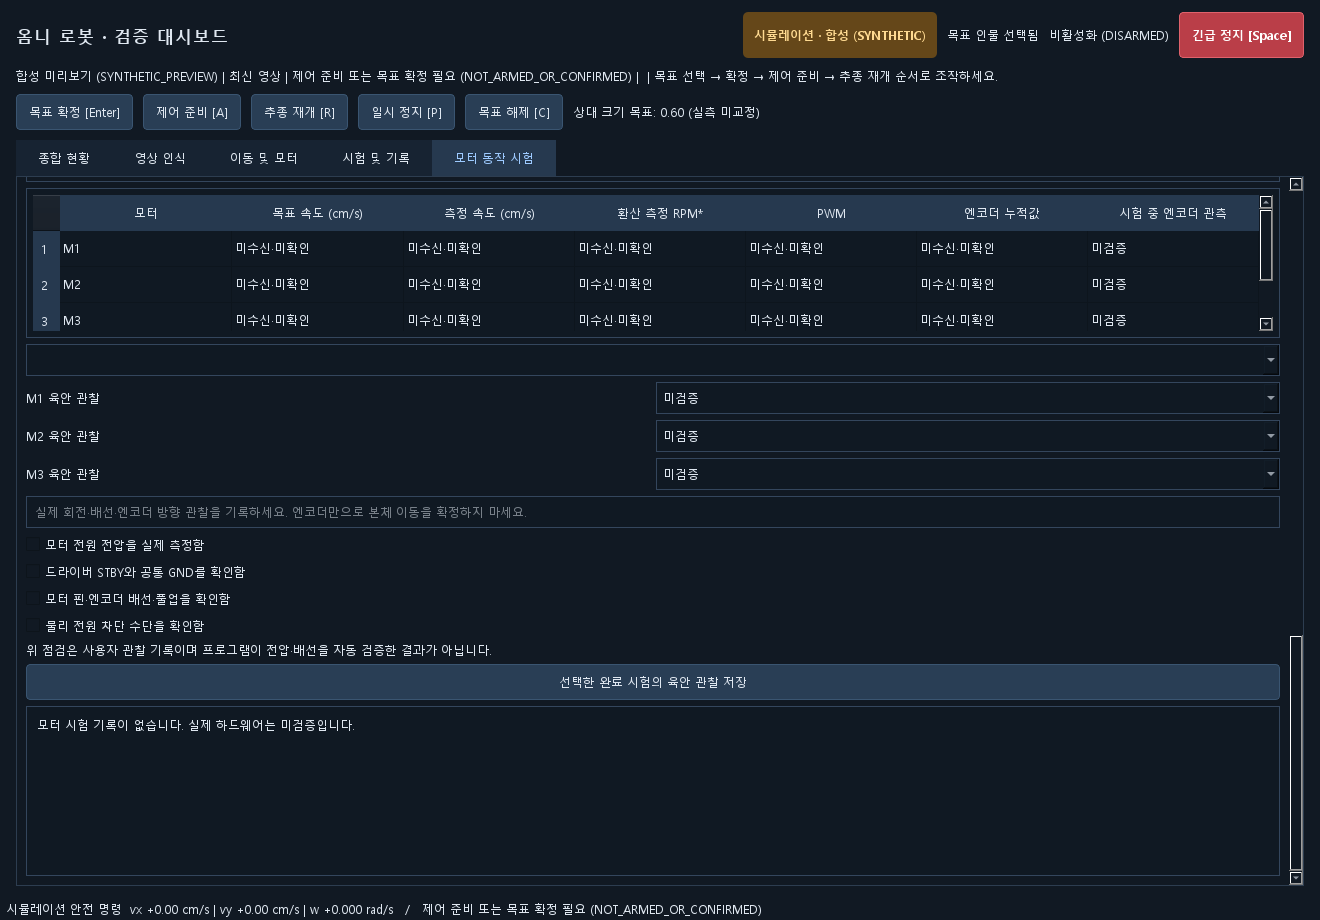 옴니 로봇 · 검증 대시보드
시뮬레이션 · 합성 (SYNTHETIC)
목표 인물 선택됨
비활성화 (DISARMED)
긴급 정지 [Space]
합성 미리보기 (SYNTHETIC_PREVIEW) | 최신 영상 | 제어 준비 또는 목표 확정 필요 (NOT_ARMED_OR_CONFIRMED) | | 목표 선택 → 확정 → 제어 준비 → 추종 재개 순서로 조작하세요.
목표 확정 [Enter]
제어 준비 [A]
추종 재개 [R]
일시 정지 [P]
목표 해제 [C]
상대 크기 목표: 0.60 (실측 미교정)
종합 현황
영상 인식
이동 및 모터
시험 및 기록
모터 동작 시험
모터 목표 속도 (cm/s) 측정 속도 (cm/s) 환산 측정 RPM* PWM 엔코더 누적값 시험 중 엔코더 관측
1 M1 미수신·미확인 미수신·미확인 미수신·미확인 미수신·미확인 미수신·미확인 미검증
2 M2 미수신·미확인 미수신·미확인 미수신·미확인 미수신·미확인 미수신·미확인 미검증
3 M3 미수신·미확인 미수신·미확인 미수신·미확인 미수신·미확인 미수신·미확인 미검증
M1 육안 관찰 미검증
M2 육안 관찰 미검증
M3 육안 관찰 미검증
실제 회전·배선·엔코더 방향 관찰을 기록하세요. 엔코더만으로 본체 이동을 확정하지 마세요.
모터 전원 전압을 실제 측정함
드라이버 STBY와 공통 GND를 확인함
모터 핀·엔코더 배선·풀업을 확인함
물리 전원 차단 수단을 확인함
위 점검은 사용자 관찰 기록이며 프로그램이 전압·배선을 자동 검증한 결과가 아닙니다.
선택한 완료 시험의 육안 관찰 저장
모터 시험 기록이 없습니다. 실제 하드웨어는 미검증입니다.
시뮬레이션 안전 명령 vx +0.00 cm/s | vy +0.00 cm/s | w +0.000 rad/s / 제어 준비 또는 목표 확정 필요 (NOT_ARMED_OR_CONFIRMED)